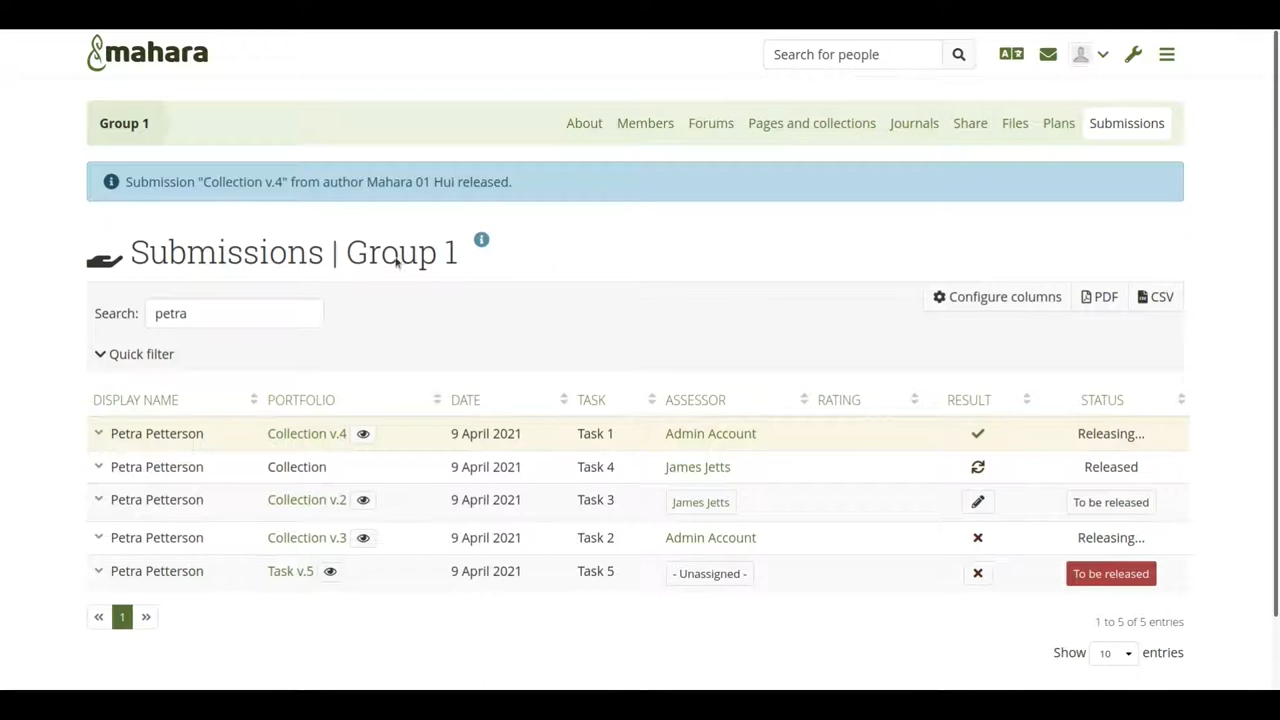 mahara
Search for people
Group 1 About Members Forums Pages and collections Journals Share Files Plans Submissions
Submission "Collection v.4" from author Mahara 01 Hui released.
Submissions | Group 1
Configure columns PDF CSV
Search: petra
Quick filter
DISPLAY NAME PORTFOLIO DATE TASK ASSESSOR RATING RESULT STATUS
Petra Petterson Collection v.4 9 April 2021 Task 1 Admin Account Releasing...
Petra Petterson Collection 9 April 2021 Task 4 James Jetts Released
Petra Petterson Collection v.2 9 April 2021 Task 3 James Jetts To be released
Petra Petterson Collection v.3 9 April 2021 Task 2 Admin Account Releasing...
Petra Petterson Task v.5 9 April 2021 Task 5 - Unassigned - To be released
« 1 »
1 to 5 of 5 entries
Show 10 entries